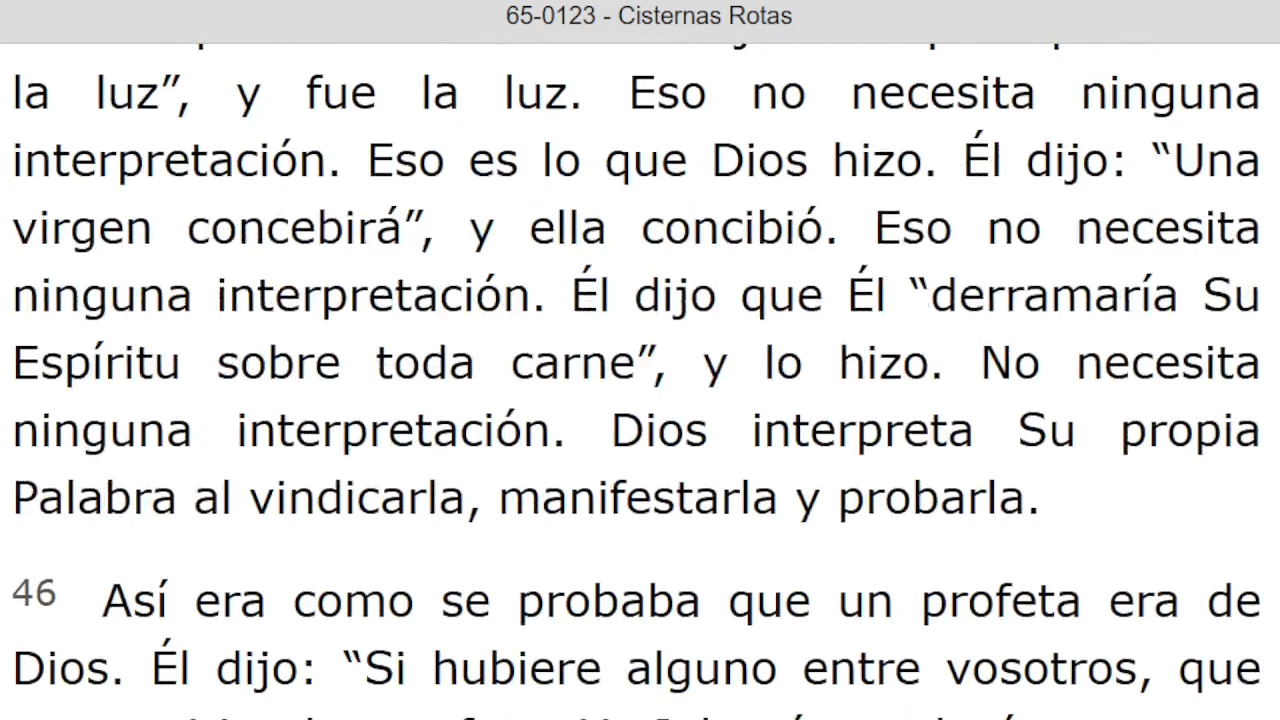 65-0123 - Cisternas Rotas
la luz”, y fue la luz. Eso no necesita ninguna
interpretación. Eso es lo que Dios hizo. Él dijo: “Una
virgen concebirá”, y ella concibió. Eso no necesita
ninguna interpretación. Él dijo que Él “derramaría Su
Espíritu sobre toda carne”, y lo hizo. No necesita
ninguna interpretación. Dios interpreta Su propia
Palabra al vindicarla, manifestarla y probarla.
46 Así era como se probaba que un profeta era de
Dios. Él dijo: “Si hubiere alguno entre vosotros, que